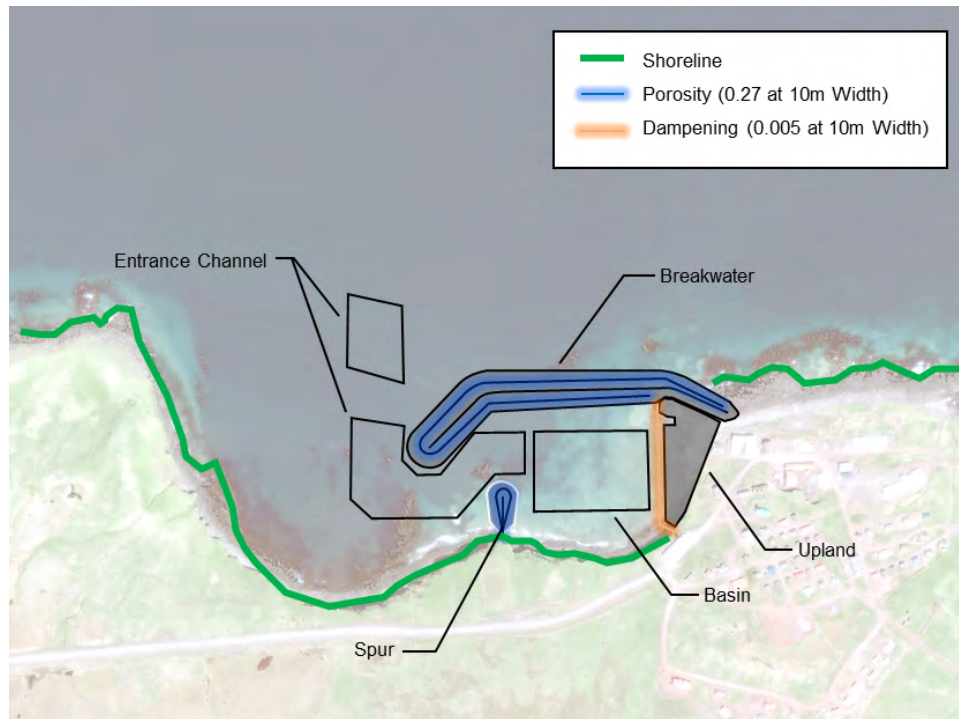 Shoreline
Porosity (0.27 at 10m Width)
Dampening (0.005 at 10m Width)
Entrance Channel
Breakwater
Upland
Basin
Spur